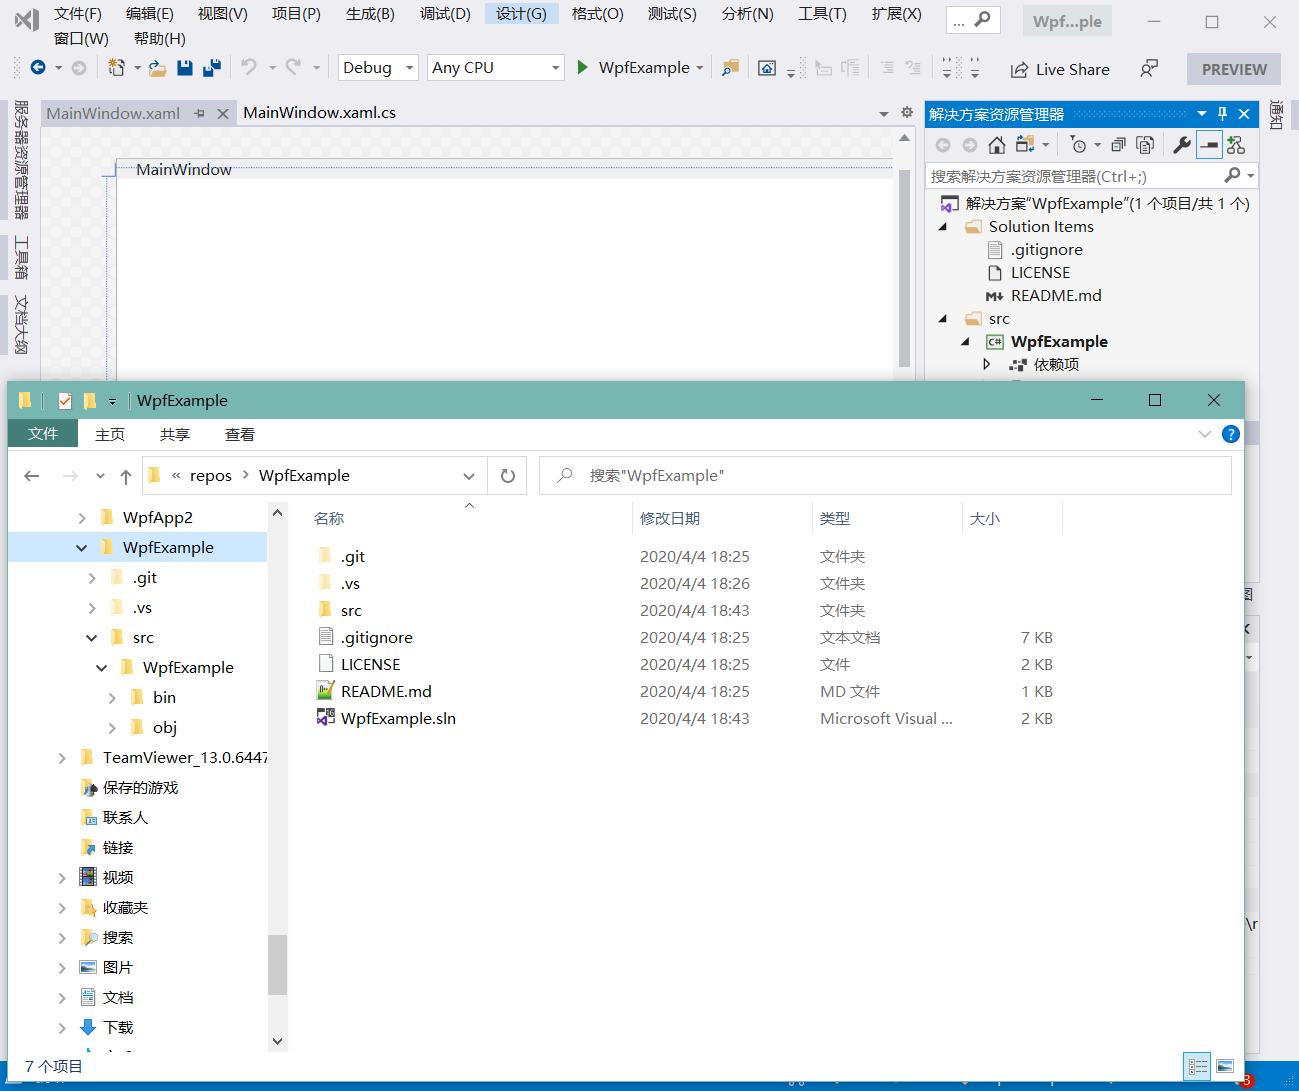 文件(F) 编辑(E) 视图(V) 项目(P) 生成(B) 调试(D) 设计(G) 格式(O) 测试(S) 分析(N) 工具(T) 扩展(X) ... Wpf...ple
窗口(W) 帮助(H)
Debug Any CPU WpfExample Live Share PREVIEW
服务器资源管理器
工具箱
文档大纲
MainWindow.xaml MainWindow.xaml.cs
MainWindow
解决方案资源管理器
通知
搜索解决方案资源管理器(Ctrl+;)
解决方案“WpfExample”(1 个项目/共 1 个)
Solution Items
.gitignore
LICENSE
README.md
src
C# WpfExample
依赖项
WpfExample
文件 主页 共享 查看
« repos › WpfExample 搜索"WpfExample"
WpfApp2
WpfExample
.git
.vs
src
WpfExample
bin
obj
TeamViewer_13.0.6447
保存的游戏
联系人
链接
视频
收藏夹
搜索
图片
文档
下载
名称 修改日期 类型 大小
.git 2020/4/4 18:25 文件夹
.vs 2020/4/4 18:26 文件夹
src 2020/4/4 18:43 文件夹
.gitignore 2020/4/4 18:25 文本文档 7 KB
LICENSE 2020/4/4 18:25 文件 2 KB
README.md 2020/4/4 18:25 MD 文件 1 KB
WpfExample.sln 2020/4/4 18:43 Microsoft Visual ... 2 KB
\r
7 个项目
3